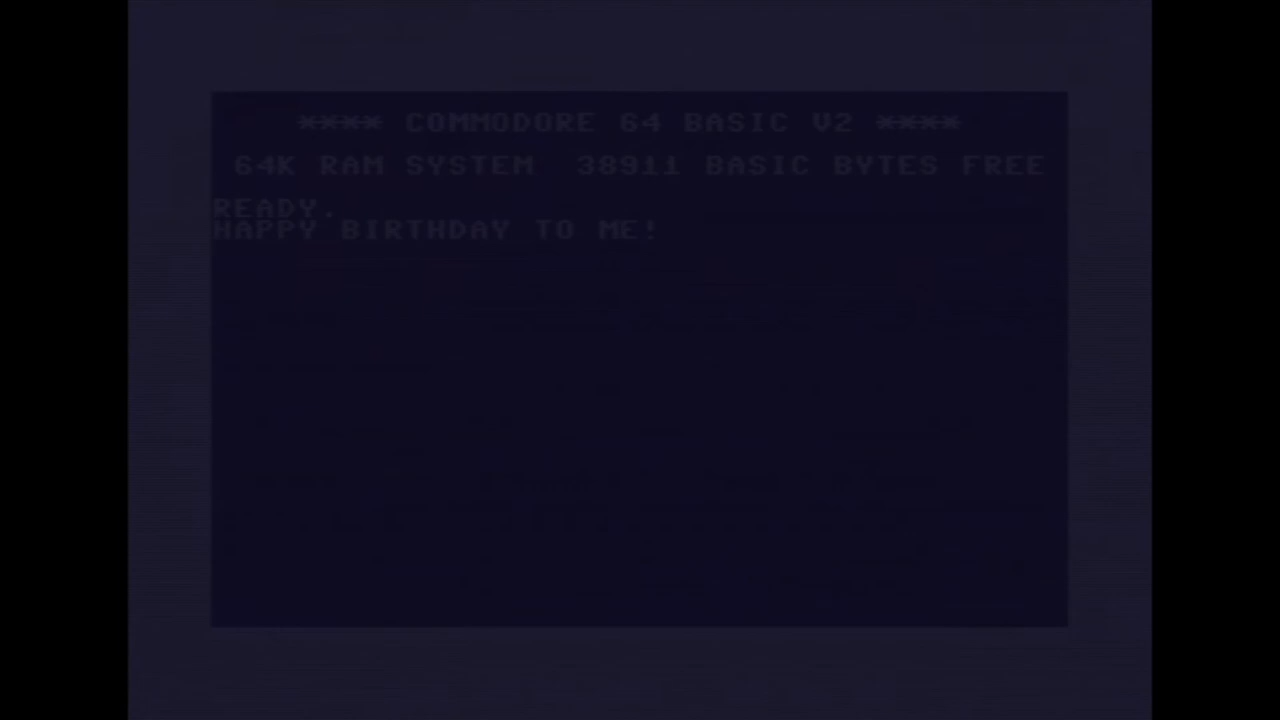 **** COMMODORE 64 BASIC V2 ****
64K RAM SYSTEM 38911 BASIC BYTES FREE
READY.
HAPPY BIRTHDAY TO ME!